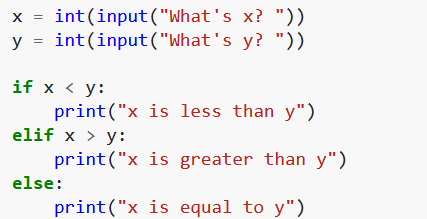 x = int(input("What's x? "))
y = int(input("What's y? "))

if x < y:
    print("x is less than y")
elif x > y:
    print("x is greater than y")
else:
    print("x is equal to y")